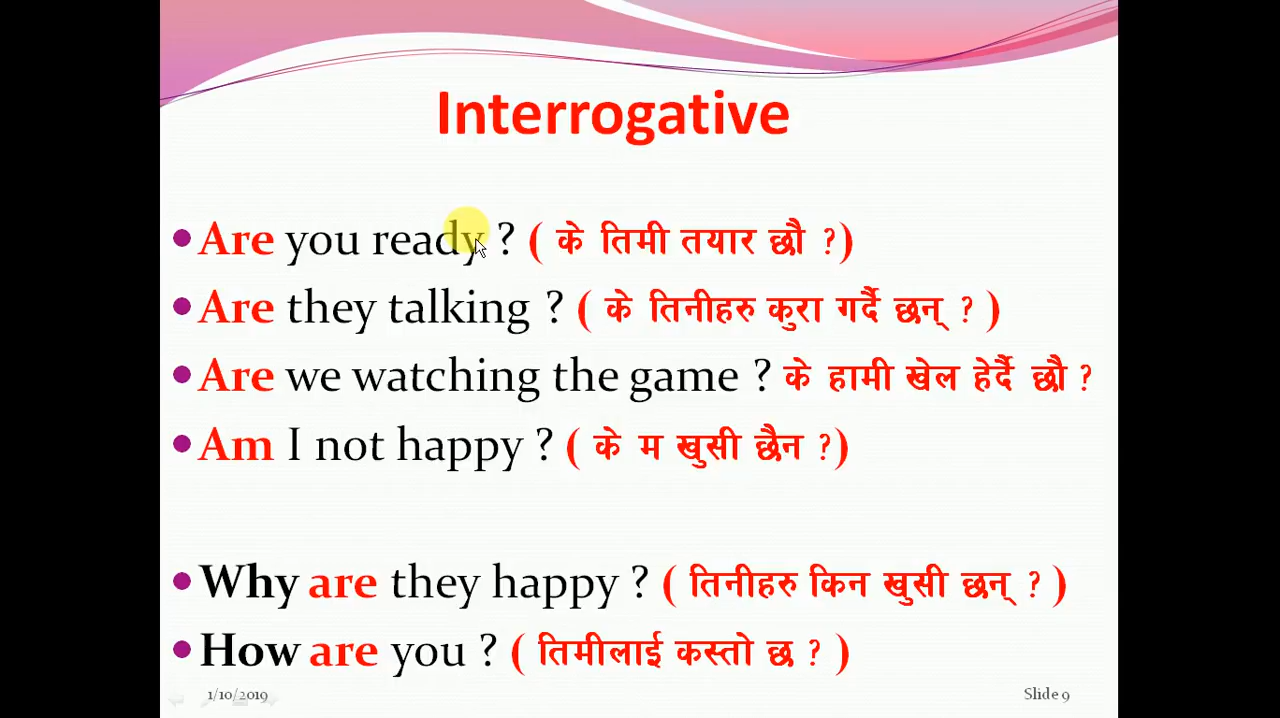 Interrogative
• Are you ready ? ( के तिमी तयार छौ ?)
• Are they talking ? ( के तिनीहरु कुरा गर्दै छन् ? )
• Are we watching the game ? के हामी खेल हेर्दै छौ ?
• Am I not happy ? ( के म खुसी छैन ?)
• Why are they happy ? ( तिनीहरु किन खुसी छन् ? )
• How are you ? ( तिमीलाई कस्तो छ ? )
1/10/2019 Slide 9